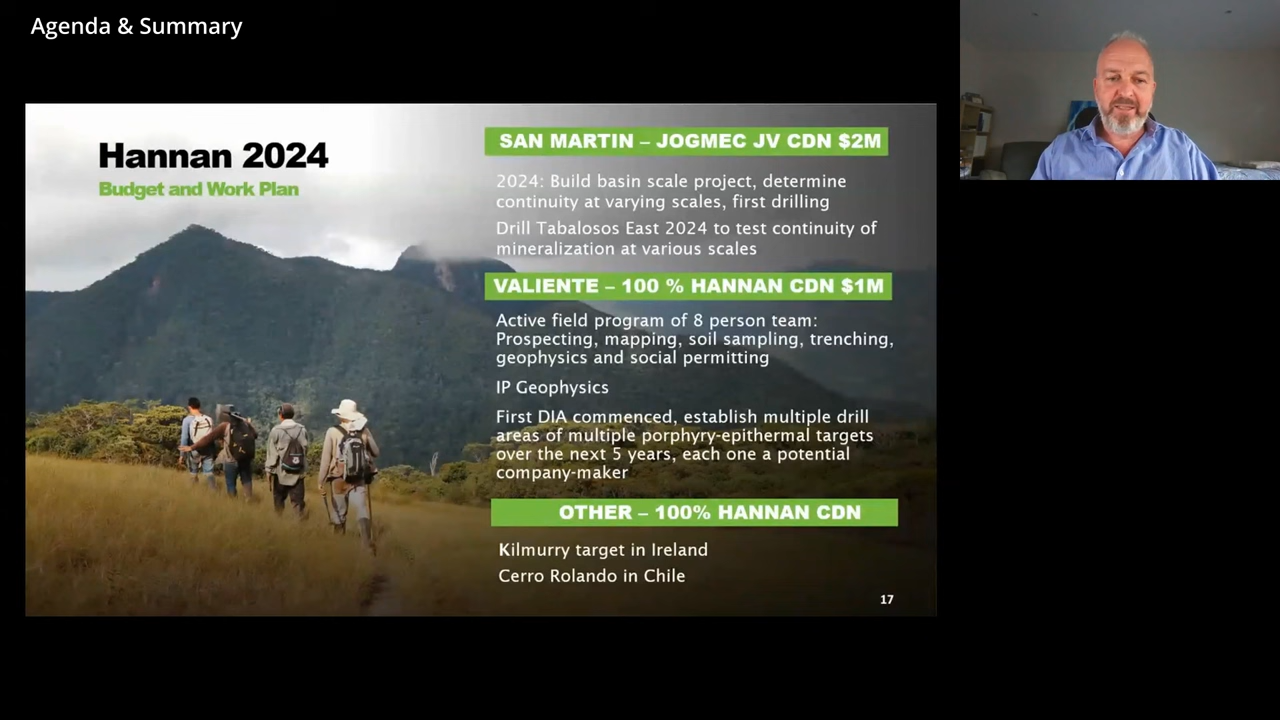 Agenda & Summary
Hannan 2024
Budget and Work Plan
SAN MARTIN – JOGMEC JV CDN $2M
2024: Build basin scale project, determine
continuity at varying scales, first drilling
Drill Tabalosos East 2024 to test continuity of
mineralization at various scales
VALIENTE – 100 % HANNAN CDN $1M
Active field program of 8 person team:
Prospecting, mapping, soil sampling, trenching,
geophysics and social permitting
IP Geophysics
First DIA commenced, establish multiple drill
areas of multiple porphyry-epithermal targets
over the next 5 years, each one a potential
company-maker
OTHER – 100% HANNAN CDN
Kilmurry target in Ireland
Cerro Rolando in Chile
17